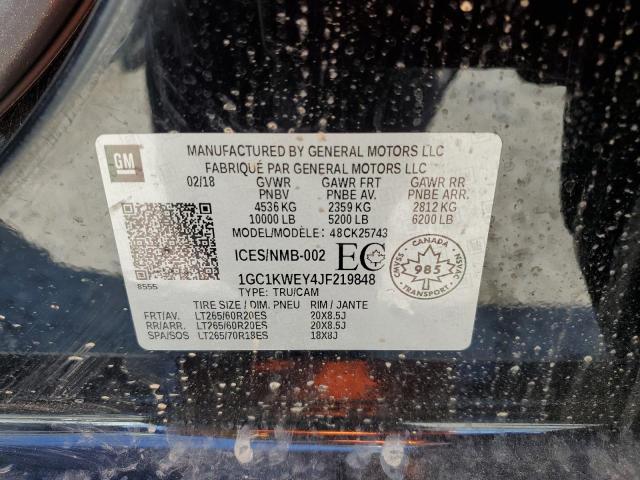 GM
MANUFACTURED BY GENERAL MOTORS LLC
FABRIQUÉ PAR GENERAL MOTORS LLC
02/18 GVWR GAWR FRT GAWR RR
PNBV PNBE AV. PNBE ARR.
4536 KG 2359 KG 2812 KG
10000 LB 5200 LB 6200 LB
MODEL/MODÈLE: 48CK25743
ICES/NMB-002 EC
1GC1KWEY4JF219848
8555
TYPE: TRU/CAM
CANADA
CMVSS 985 NSVAC
TRANSPORT
TIRE SIZE / DIM. PNEU RIM / JANTE
FRT/AV. LT265/60R20ES 20X8.5J
RR/ARR. LT265/60R20ES 20X8.5J
SPA/SOS LT265/70R18ES 18X8J